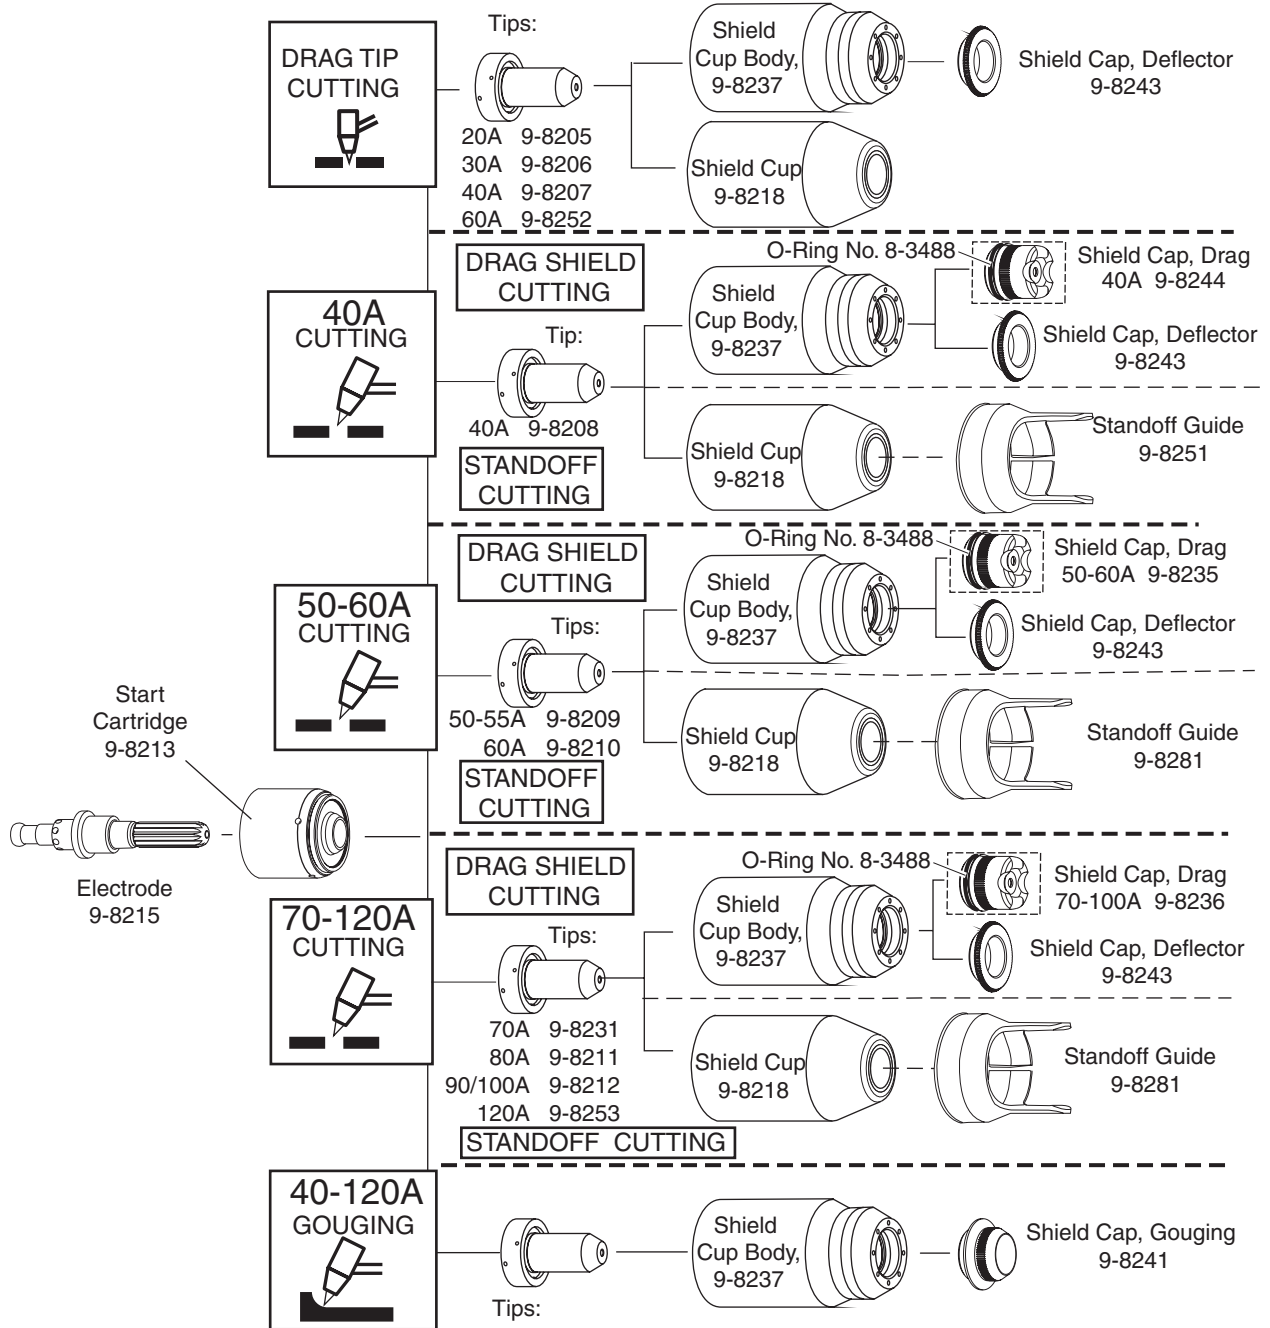 DRAG TIP
CUTTING
Tips:
20A 9-8205
30A 9-8206
40A 9-8207
60A 9-8252
Shield
Cup Body,
9-8237
Shield Cap, Deflector
9-8243
Shield Cup
9-8218
DRAG SHIELD
CUTTING
40A
CUTTING
Tip:
40A 9-8208
STANDOFF
CUTTING
O-Ring No. 8-3488
Shield
Cup Body,
9-8237
Shield Cap, Drag
40A 9-8244
Shield Cap, Deflector
9-8243
Shield Cup
9-8218
Standoff Guide
9-8251
DRAG SHIELD
CUTTING
50-60A
CUTTING
Tips:
50-55A 9-8209
60A 9-8210
STANDOFF
CUTTING
O-Ring No. 8-3488
Shield
Cup Body,
9-8237
Shield Cap, Drag
50-60A 9-8235
Shield Cap, Deflector
9-8243
Shield Cup
9-8218
Standoff Guide
9-8281
Start
Cartridge
9-8213
Electrode
9-8215
DRAG SHIELD
CUTTING
70-120A
CUTTING
Tips:
70A 9-8231
80A 9-8211
90/100A 9-8212
120A 9-8253
STANDOFF CUTTING
O-Ring No. 8-3488
Shield
Cup Body,
9-8237
Shield Cap, Drag
70-100A 9-8236
Shield Cap, Deflector
9-8243
Shield Cup
9-8218
Standoff Guide
9-8281
40-120A
GOUGING
Tips:
Shield
Cup Body,
9-8237
Shield Cap, Gouging
9-8241